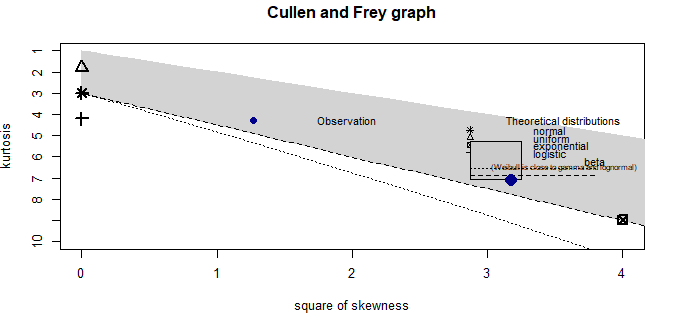 Cullen and Frey graph
kurtosis
1
2
3
4
5
6
7
8
10
Observation
Theoretical distributions
normal
uniform
exponential
logistic
beta
(Weibull is close to gamma and lognormal)
0
1
2
3
4
square of skewness